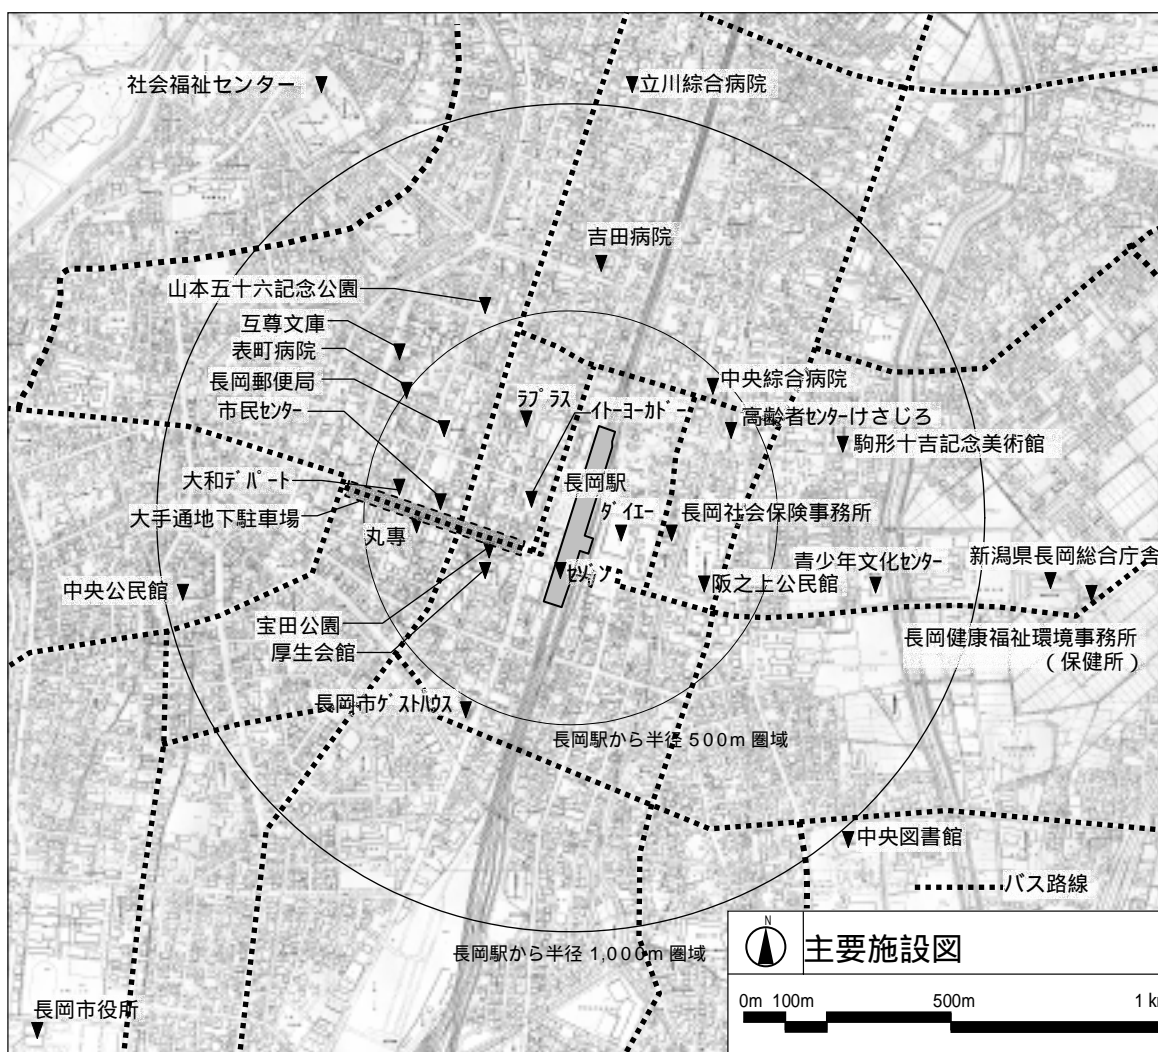 社会福祉センター
立川綜合病院
吉田病院
山本五十六記念公園
互尊文庫
表町病院
長岡郵便局
市民ｾﾝﾀｰ
ﾗﾌﾟﾗｽ
ｲﾄｰﾖｰｶﾄﾞｰ
中央綜合病院
高齢者ｾﾝﾀｰけさじろ
駒形十吉記念美術館
大和ﾃﾞﾊﾟｰﾄ
長岡駅
大手通地下駐車場
ﾀﾞｲｴｰ
長岡社会保険事務所
丸専
青少年文化ｾﾝﾀｰ
新潟県長岡総合庁舎
中央公民館
ｾｿﾞﾝ
阪之上公民館
宝田公園
厚生会館
長岡健康福祉環境事務所
（保健所）
長岡市ｹﾞｽﾄﾊｳｽ
長岡駅から半径 500m 圏域
中央図書館
バス路線
長岡駅から半径 1,000m 圏域
N
主要施設図
長岡市役所
0m 100m 500m 1 k